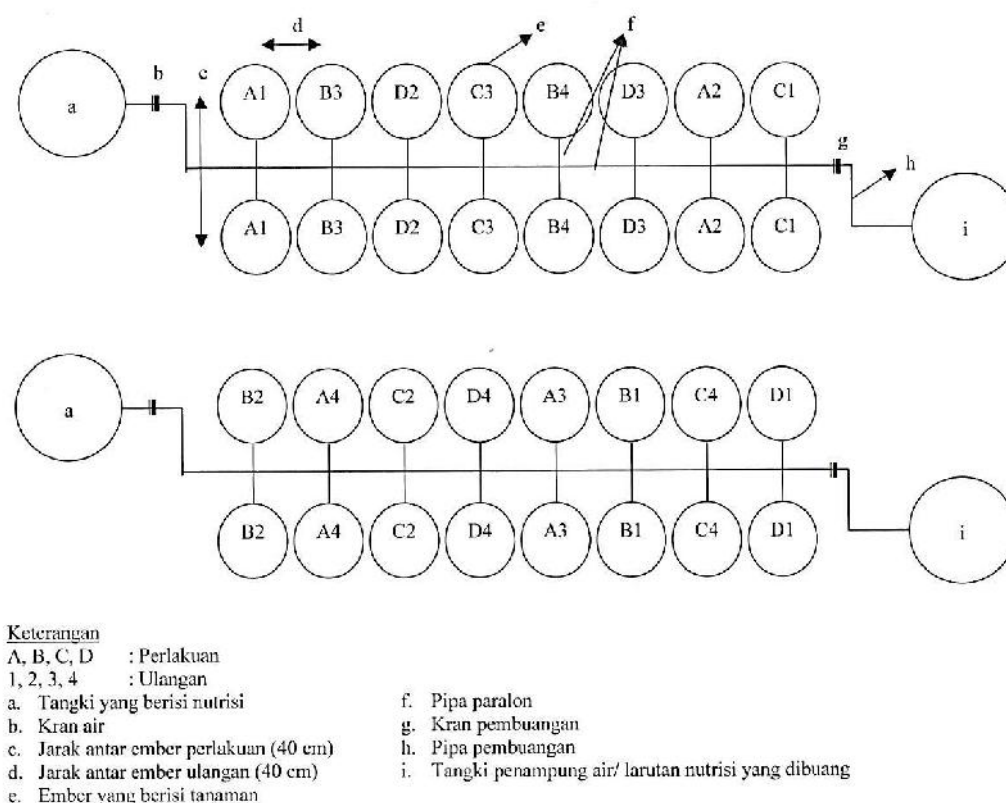 d
e
f
b
c
a
A1 B3 D2 C3 B4 D3 A2 C1
g
h
A1 B3 D2 C3 B4 D3 A2 C1
i
a
B2 A4 C2 D4 A3 B1 C4 D1
B2 A4 C2 D4 A3 B1 C4 D1
i
Keterangan
A, B, C, D : Perlakuan
1, 2, 3, 4 : Ulangan
a. Tangki yang berisi nutrisi
b. Kran air
c. Jarak antar ember perlakuan (40 cm)
d. Jarak antar ember ulangan (40 cm)
e. Ember yang berisi tanaman
f. Pipa paralon
g. Kran pembuangan
h. Pipa pembuangan
i. Tangki penampung air/ larutan nutrisi yang dibuang